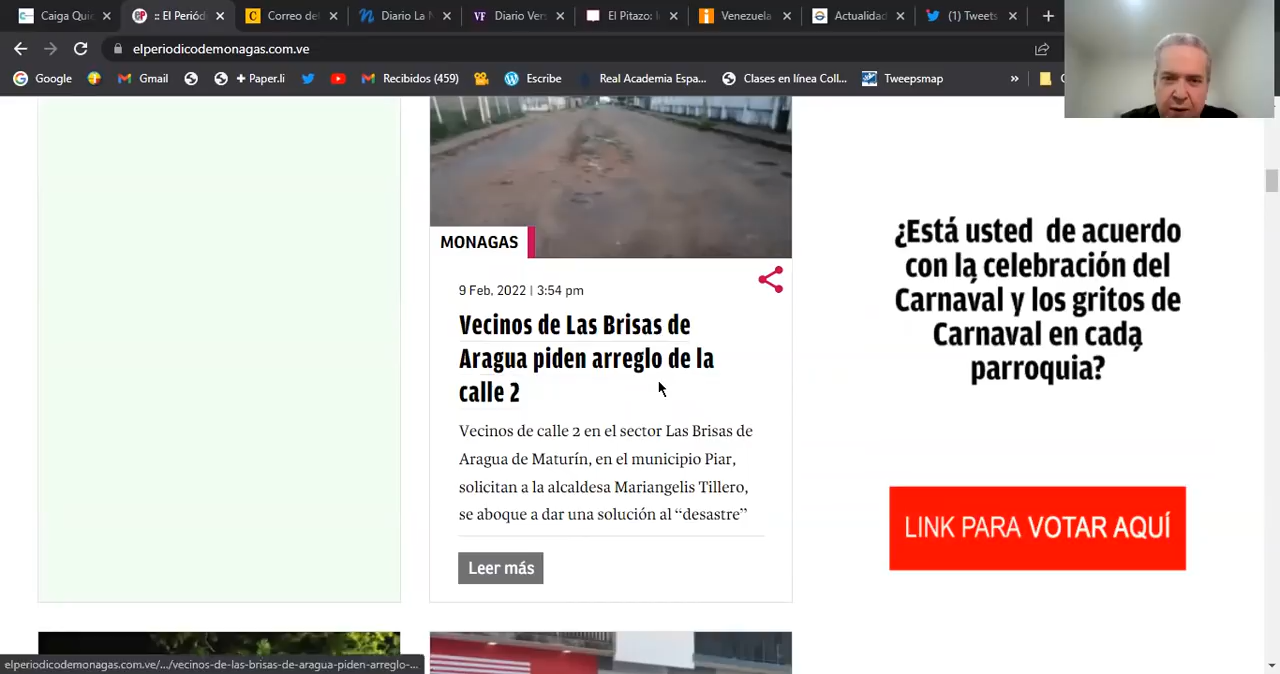 Caiga Quie
:: El Periód
Correo del
Diario La N
VF
Diario Vers
El Pitazo:
Venezuela
Actualidad
(1) Tweets
elperiodicodemonagas.com.ve
Google
Gmail
+ Paper.li
Recibidos (459)
Escribe
Real Academia Espa...
Clases en línea Coll...
Tweepsmap
»
MONAGAS
9 Feb, 2022 | 3:54 pm
Vecinos de Las Brisas de
Aragua piden arreglo de la
calle 2
Vecinos de calle 2 en el sector Las Brisas de
Aragua de Maturín, en el municipio Piar,
solicitan a la alcaldesa Mariangelis Tillero,
se aboque a dar una solución al “desastre”
Leer más
¿Está usted de acuerdo
con la celebración del
Carnaval y los gritos de
Carnaval en cada
parroquia?
LINK PARA VOTAR AQUÍ
elperiodicodemonagas.com.ve/.../vecinos-de-las-brisas-de-aragua-piden-arreglo-...